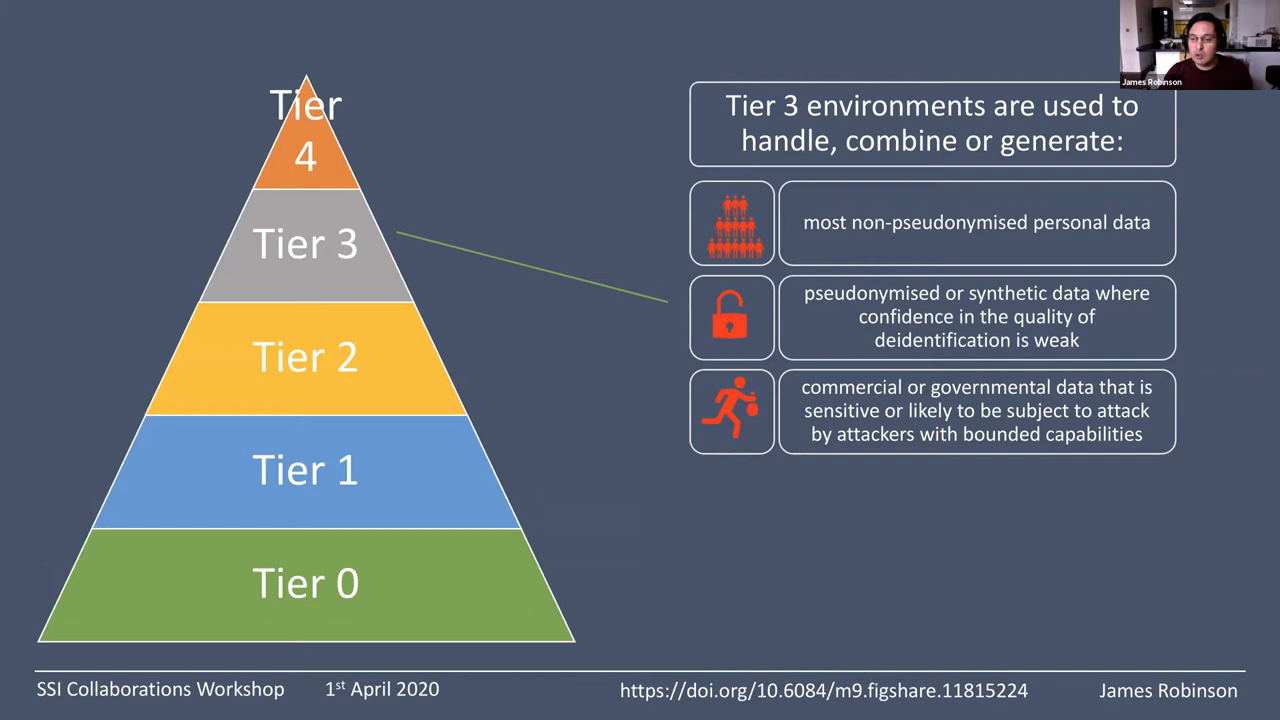 James Robinson
Tier
4
Tier 3
Tier 2
Tier 1
Tier 0
Tier 3 environments are used to
handle, combine or generate:
most non-pseudonymised personal data
pseudonymised or synthetic data where
confidence in the quality of
deidentification is weak
commercial or governmental data that is
sensitive or likely to be subject to attack
by attackers with bounded capabilities
SSI Collaborations Workshop 1st April 2020 https://doi.org/10.6084/m9.figshare.11815224 James Robinson